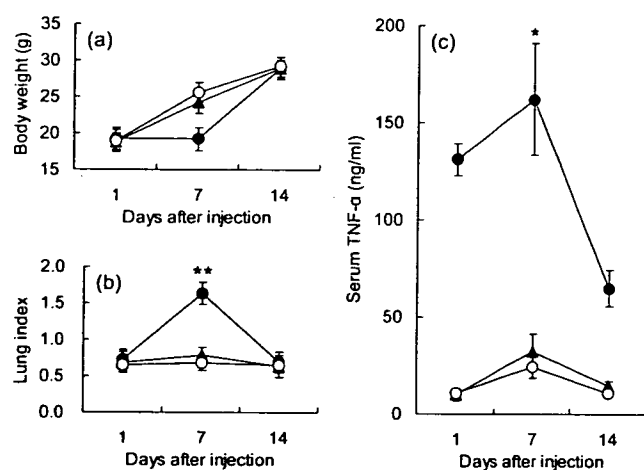 (a)
Body weight (g)
35
30
25
20
15
1 7 14
Days after injection
(b)
**
Lung index
2.0
1.5
1.0
0.5
0.0
1 7 14
Days after injection
(c)
*
Serum TNF-α (ng/ml)
200
150
100
50
0
1 7 14
Days after injection